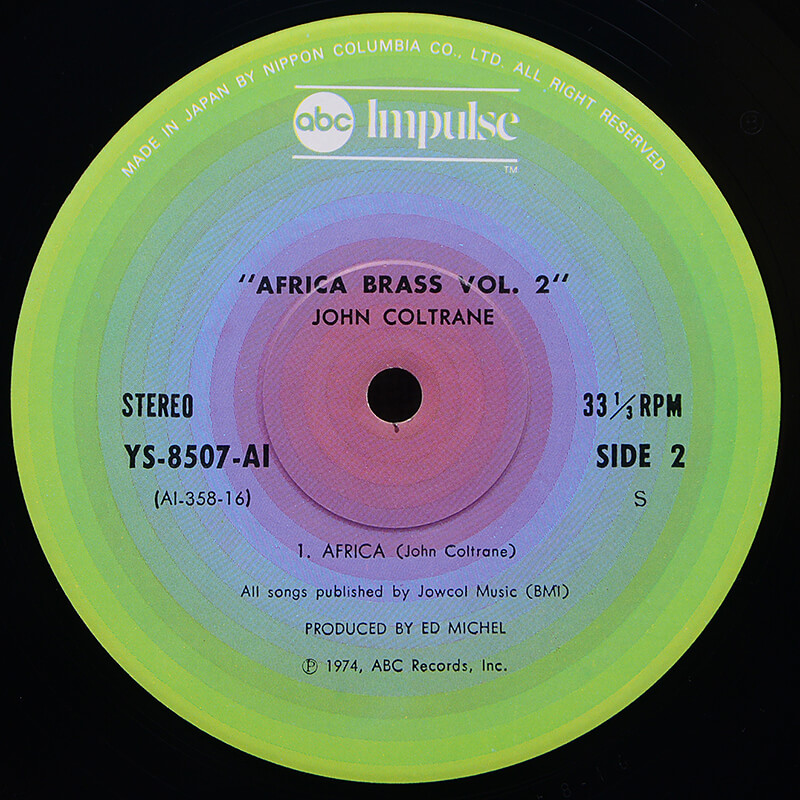 MADE IN JAPAN BY NIPPON COLUMBIA CO., LTD. ALL RIGHT RESERVED.
abc Impulse
TM
"AFRICA BRASS VOL. 2"
JOHN COLTRANE
STEREO 33 1/3 RPM
YS-8507-AI SIDE 2
(AI-358-16) S
1. AFRICA (John Coltrane)
All songs published by Jowcol Music (BMI)
PRODUCED BY ED MICHEL
Ⓟ 1974, ABC Records, Inc.